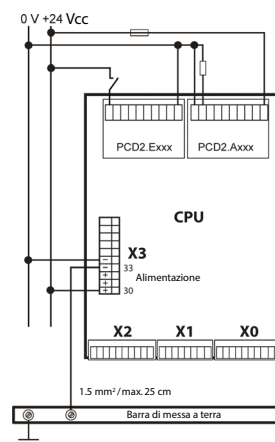 0 V +24 Vcc
PCD2.Exxx PCD2.Axxx
CPU
X3
−
−
33
+
Alimentazione
+
30
X2 X1 X0
1.5 mm²/max. 25 cm
Barra di messa a terra